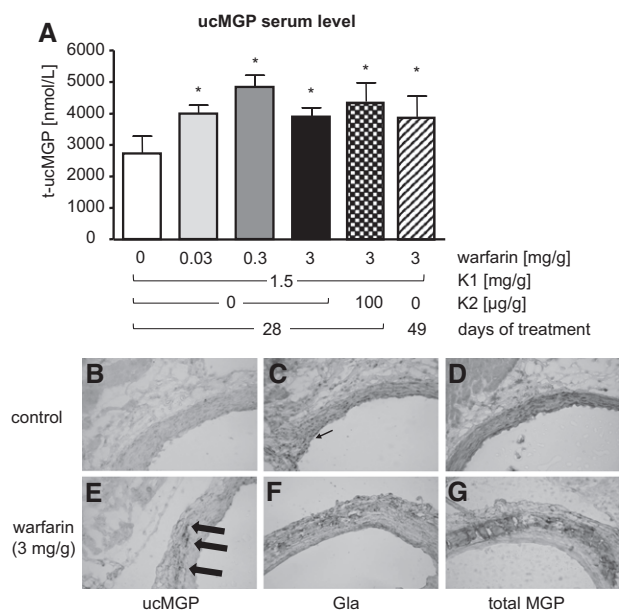 ucMGP serum level
A
t-ucMGP [nmol/L]
6000
5000
4000
3000
2000
1000
0
* * * * *
0 0.03 0.3 3 3 3 warfarin [mg/g]
1.5 K1 [mg/g]
0 100 0 K2 [µg/g]
28 49 days of treatment
B C D
control
E F G
warfarin
(3 mg/g)
ucMGP Gla total MGP